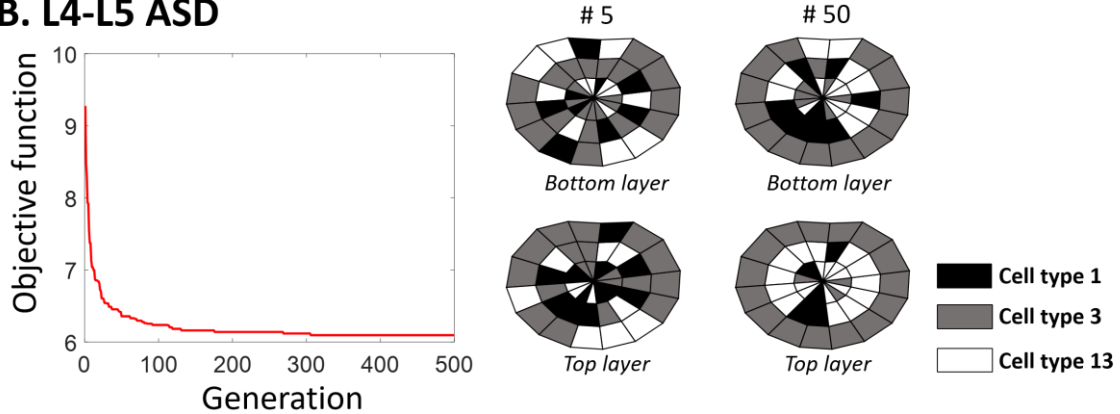 B. L4-L5 ASD
# 5
# 50
10
9
8
7
6
Objective function
0
100
200
300
400
500
Generation
Bottom layer
Bottom layer
Top layer
Top layer
Cell type 1
Cell type 3
Cell type 13